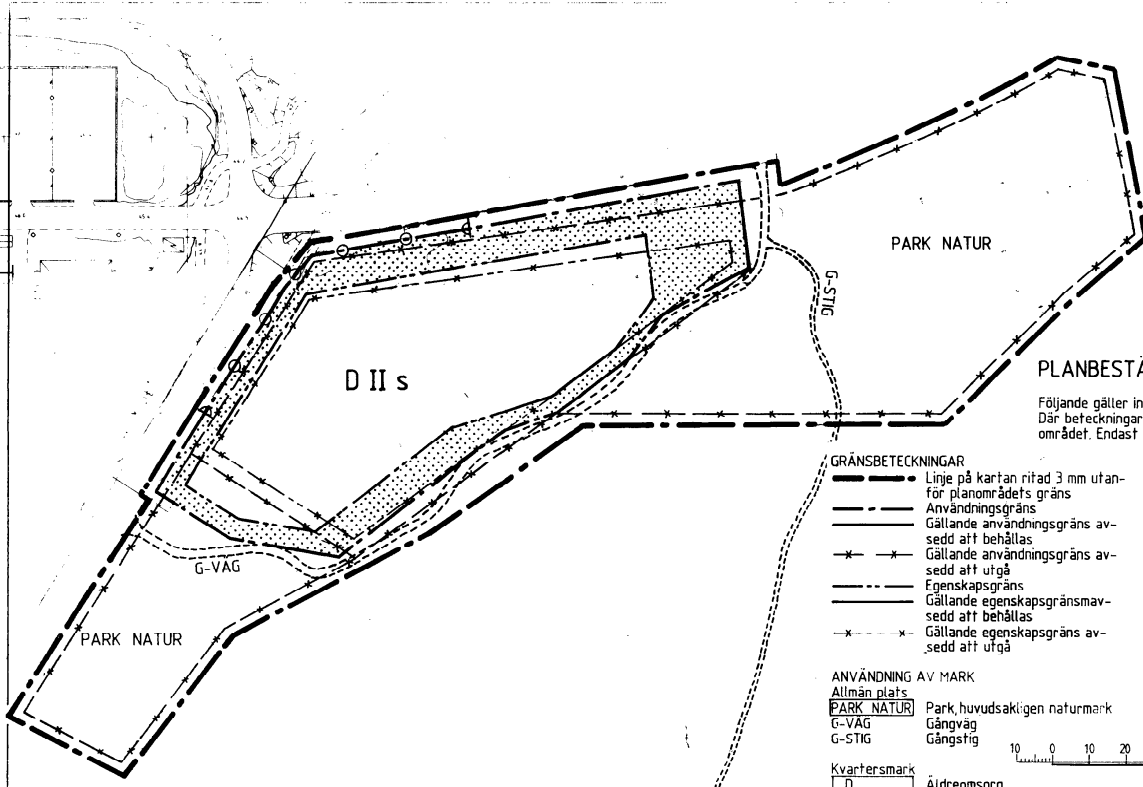 PARK NATUR
G-STIG
D II s
G-VÄG
PARK NATUR
PLANBESTÄ
Följande gäller in
Där beteckningar
området. Endast
GRÄNSBETECKNINGAR
Linje på kartan ritad 3 mm utan-
för planområdets gräns
Användningsgräns
Gällande användningsgräns av-
sedd att behållas
Gällande användningsgräns av-
sedd att utgå
Egenskapsgräns
Gällande egenskapsgränsmav-
sedd att behållas
Gällande egenskapsgräns av-
sedd att utgå
ANVÄNDNING AV MARK
Allmän plats
PARK NATUR Park, huvudsakligen naturmark
G-VÄG Gångväg
G-STIG Gångstig
10 0 10 20
Kvartersmark
D Äldreomsorg